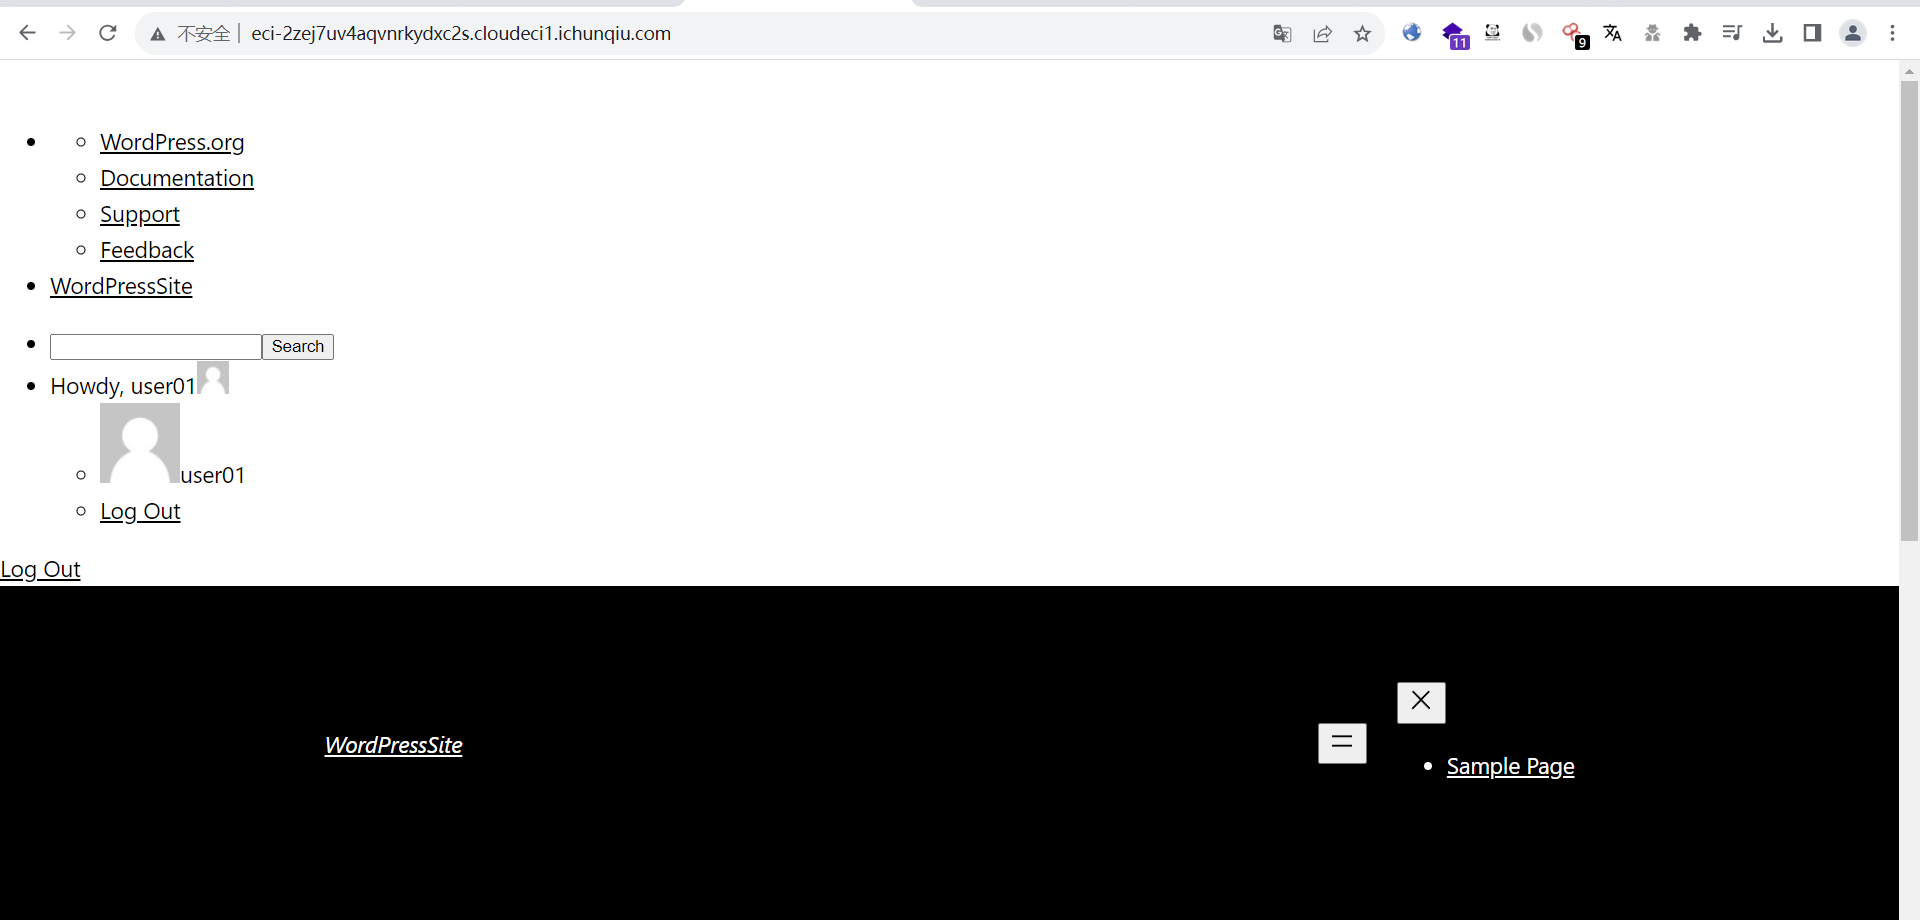 不安全 eci-2zej7uv4aqvnrkydxc2s.cloudeci1.ichunqiu.com
11
9
WordPress.org
Documentation
Support
Feedback
WordPressSite
Search
Howdy, user01
user01
Log Out
Log Out
WordPressSite
Sample Page